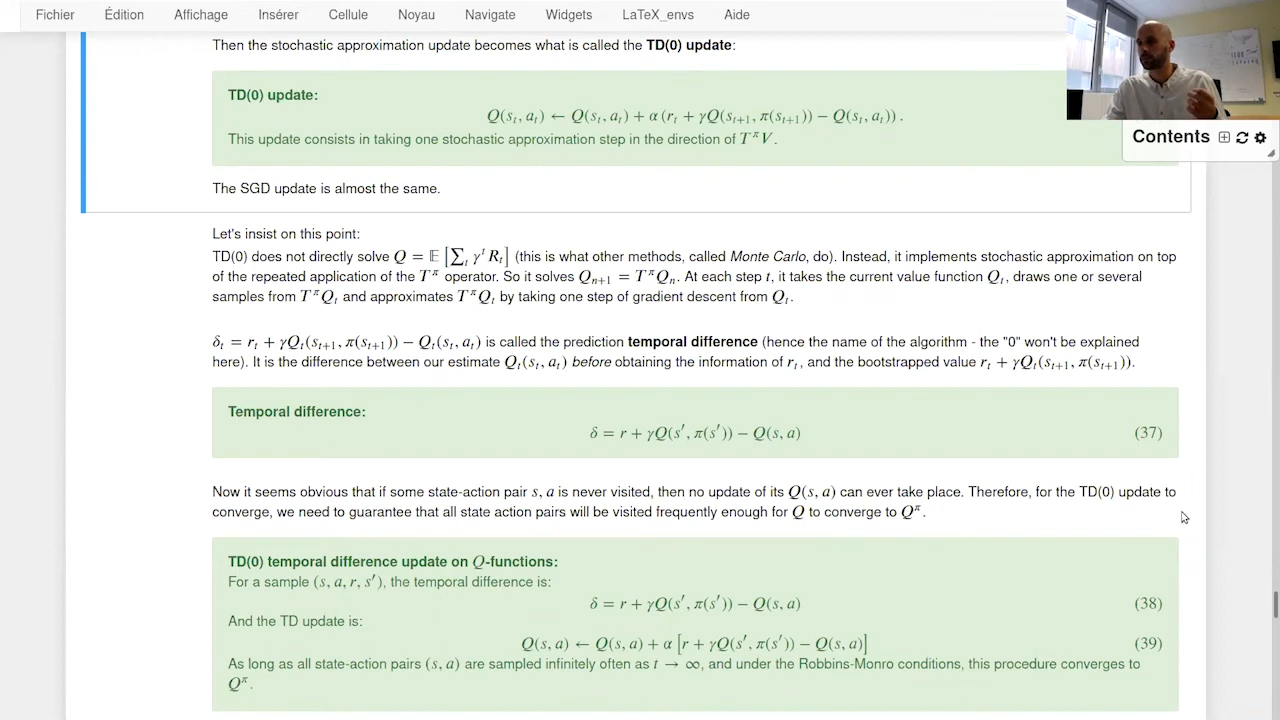 Fichier Édition Affichage Insérer Cellule Noyau Navigate Widgets LaTeX_envs Aide
Then the stochastic approximation update becomes what is called the TD(0) update:
TD(0) update:
Q(s_t, a_t) ← Q(s_t, a_t) + α (r_t + γQ(s_{t+1}, π(s_{t+1})) − Q(s_t, a_t)) .
This update consists in taking one stochastic approximation step in the direction of T^π V.
Contents
The SGD update is almost the same.
Let's insist on this point:
TD(0) does not directly solve Q = 𝔼 [∑_t γ^t R_t] (this is what other methods, called Monte Carlo, do). Instead, it implements stochastic approximation on top
of the repeated application of the T^π operator. So it solves Q_{n+1} = T^π Q_n. At each step t, it takes the current value function Q_t, draws one or several
samples from T^π Q_t and approximates T^π Q_t by taking one step of gradient descent from Q_t.
δ_t = r_t + γQ_t(s_{t+1}, π(s_{t+1})) − Q_t(s_t, a_t) is called the prediction temporal difference (hence the name of the algorithm - the "0" won't be explained
here). It is the difference between our estimate Q_t(s_t, a_t) before obtaining the information of r_t, and the bootstrapped value r_t + γQ_t(s_{t+1}, π(s_{t+1})).
Temporal difference:
δ = r + γQ(s′, π(s′)) − Q(s, a) (37)
Now it seems obvious that if some state-action pair s, a is never visited, then no update of its Q(s, a) can ever take place. Therefore, for the TD(0) update to
converge, we need to guarantee that all state action pairs will be visited frequently enough for Q to converge to Q^π.
TD(0) temporal difference update on Q-functions:
For a sample (s, a, r, s′), the temporal difference is:
δ = r + γQ(s′, π(s′)) − Q(s, a) (38)
And the TD update is:
Q(s, a) ← Q(s, a) + α [r + γQ(s′, π(s′)) − Q(s, a)] (39)
As long as all state-action pairs (s, a) are sampled infinitely often as t → ∞, and under the Robbins-Monro conditions, this procedure converges to
Q^π.